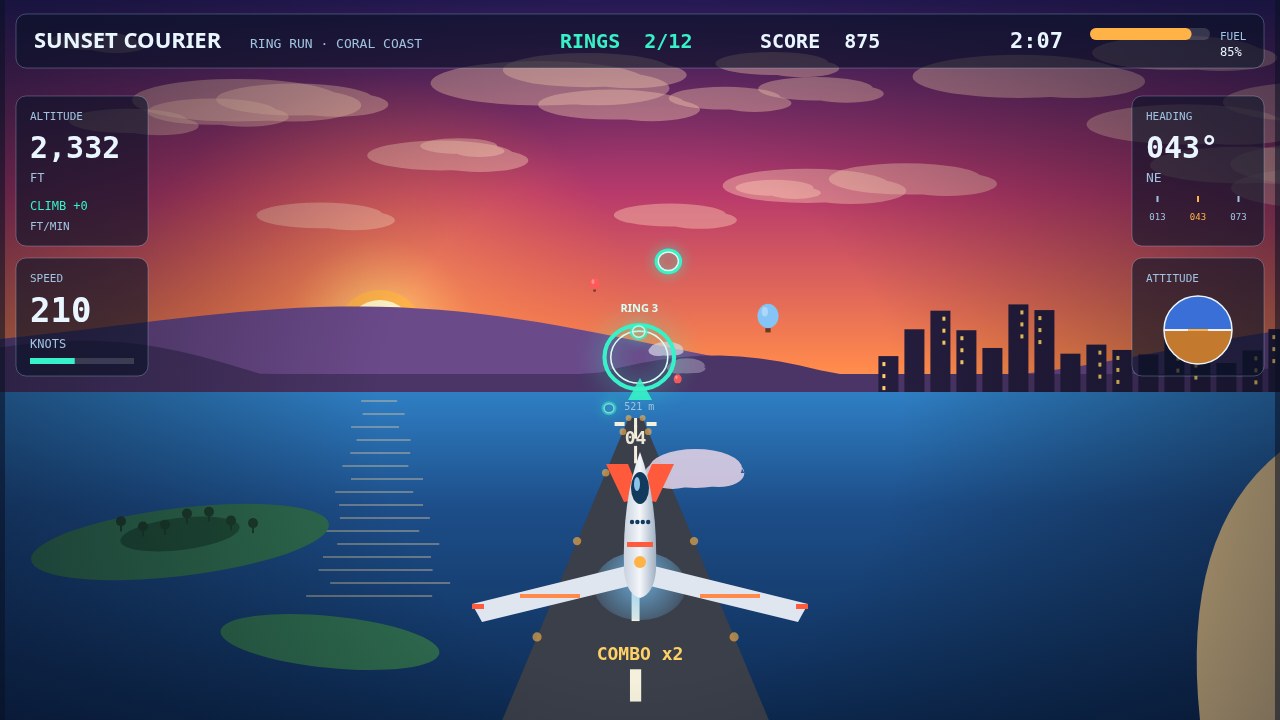 SUNSET COURIER
RING RUN · CORAL COAST
RINGS 2/12
SCORE 875
2:07
FUEL
85%
ALTITUDE
2,332
FT
CLIMB +0
FT/MIN
SPEED
210
KNOTS
HEADING
043°
NE
013 043 073
ATTITUDE
RING 3
521 m
04
COMBO x2